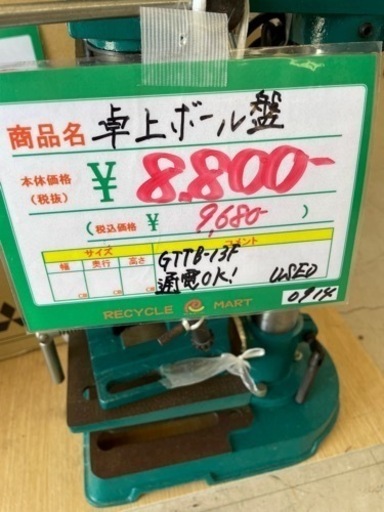 商品名 卓上ボール盤
本体価格
(税抜) ¥ 8,800-
(税込価格 ¥ 9,680- )
サイズ コメント
幅 奥行 高さ GTTB-13F
通電OK! USED
cm cm cm 0914
RECYCLE MART